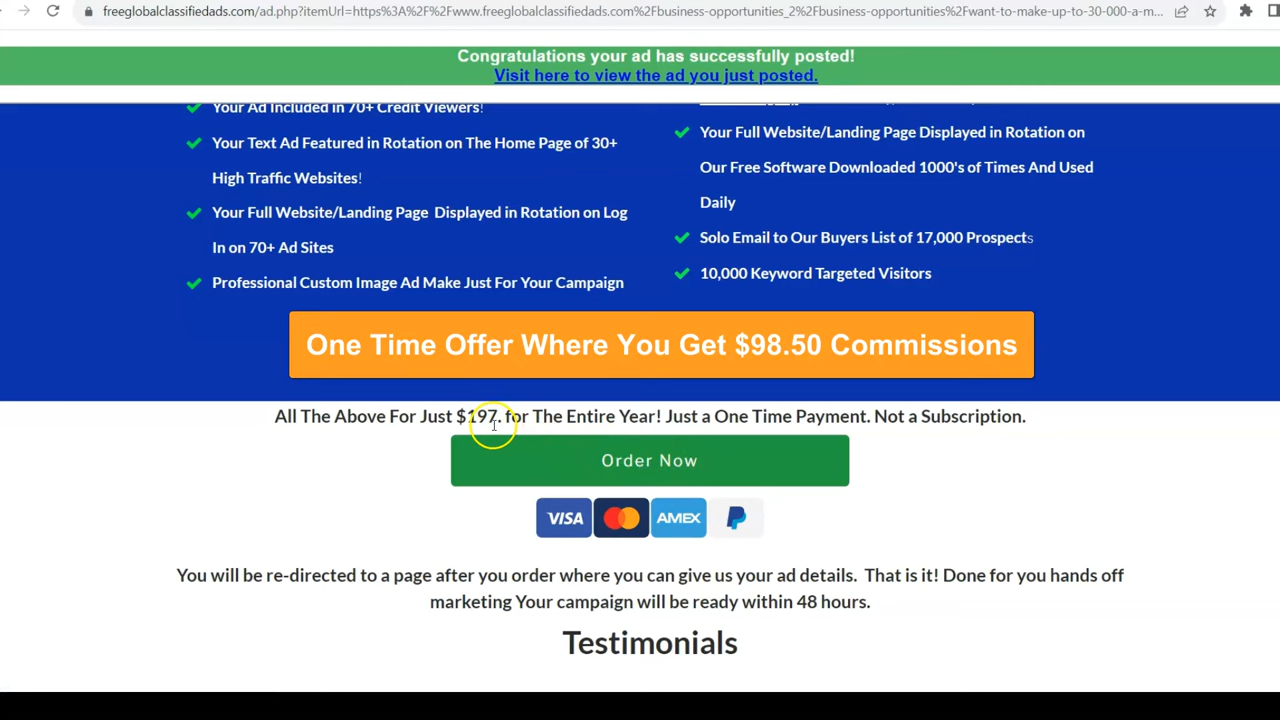 freeglobalclassifiedads.com/ad.php?itemUrl=https%3A%2F%2Fwww.freeglobalclassifiedads.com%2Fbusiness-opportunities_2%2Fbusiness-opportunities%2Fwant-to-make-up-to-30-000-a-m...
Congratulations your ad has successfully posted!
Visit here to view the ad you just posted.
Your Ad Included in 70+ Credit Viewers!
Your Text Ad Featured in Rotation on The Home Page of 30+
High Traffic Websites!
Your Full Website/Landing Page Displayed in Rotation on Log
In on 70+ Ad Sites
Professional Custom Image Ad Make Just For Your Campaign
Your Full Website/Landing Page Displayed in Rotation on
Our Free Software Downloaded 1000's of Times And Used
Daily
Solo Email to Our Buyers List of 17,000 Prospects
10,000 Keyword Targeted Visitors
One Time Offer Where You Get $98.50 Commissions
All The Above For Just $197. for The Entire Year! Just a One Time Payment. Not a Subscription.
Order Now
VISA
AMEX
You will be re-directed to a page after you order where you can give us your ad details. That is it! Done for you hands off
marketing Your campaign will be ready within 48 hours.
Testimonials